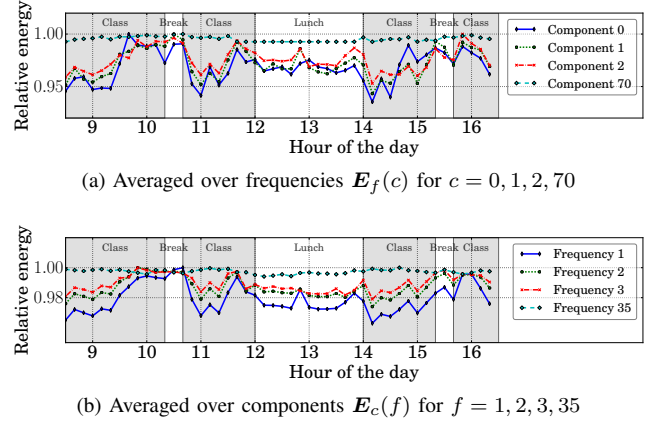 Class Break Class Lunch Class Break Class
Relative energy
1.00
0.95
9 10 11 12 13 14 15 16
Hour of the day
Component 0
Component 1
Component 2
Component 70
(a) Averaged over frequencies E_f(c) for c = 0, 1, 2, 70
Class Break Class Lunch Class Break Class
Relative energy
1.00
0.98
9 10 11 12 13 14 15 16
Hour of the day
Frequency 1
Frequency 2
Frequency 3
Frequency 35
(b) Averaged over components E_c(f) for f = 1, 2, 3, 35